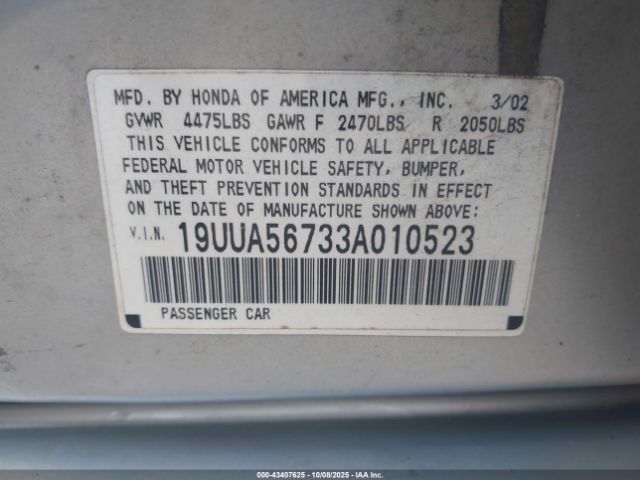 MFD. BY HONDA OF AMERICA MFG., INC. 3/02
GVWR 4475LBS GAWR F 2470LBS R 2050LBS
THIS VEHICLE CONFORMS TO ALL APPLICABLE
FEDERAL MOTOR VEHICLE SAFETY, BUMPER,
AND THEFT PREVENTION STANDARDS IN EFFECT
ON THE DATE OF MANUFACTURE SHOWN ABOVE:
V.I.N. 19UUA56733A010523
PASSENGER CAR
000-43407625 - 10/08/2025 - IAA Inc.